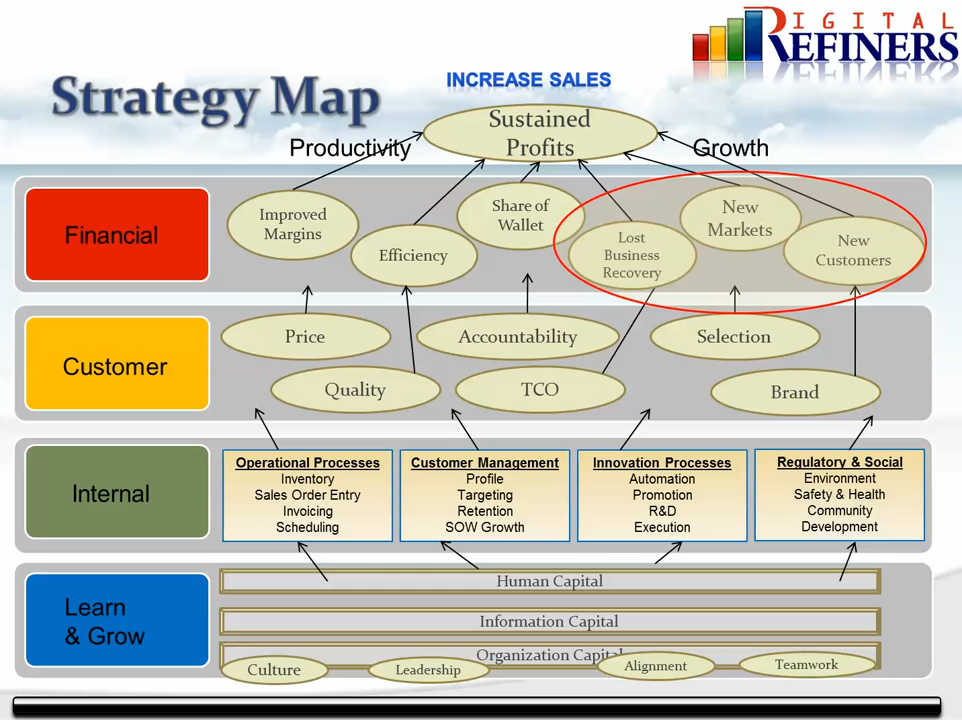 DIGITAL
REFINERS
Strategy Map
INCREASE SALES
Sustained
Profits
Productivity
Growth
Financial
Improved
Margins
Efficiency
Share of
Wallet
Lost
Business
Recovery
New
Markets
New
Customers
Customer
Price
Quality
Accountability
TCO
Selection
Brand
Internal
Operational Processes
Inventory
Sales Order Entry
Invoicing
Scheduling
Customer Management
Profile
Targeting
Retention
SOW Growth
Innovation Processes
Automation
Promotion
R&D
Execution
Regulatory & Social
Environment
Safety & Health
Community
Development
Learn
& Grow
Human Capital
Information Capital
Organization Capital
Culture
Leadership
Alignment
Teamwork